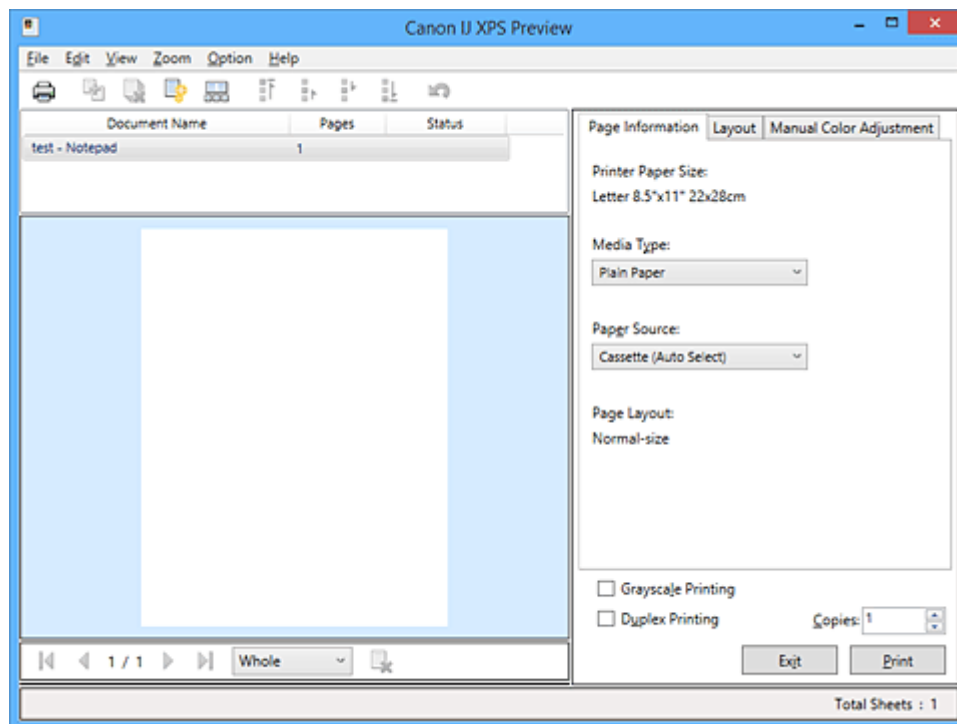 Canon IJ XPS Preview
File Edit View Zoom Option Help
Document Name Pages Status
test - Notepad 1
Page Information Layout Manual Color Adjustment
Printer Paper Size:
Letter 8.5"x11" 22x28cm
Media Type:
Plain Paper
Paper Source:
Cassette (Auto Select)
Page Layout:
Normal-size
Grayscale Printing
Duplex Printing Copies: 1
1 / 1 Whole Exit Print
Total Sheets : 1